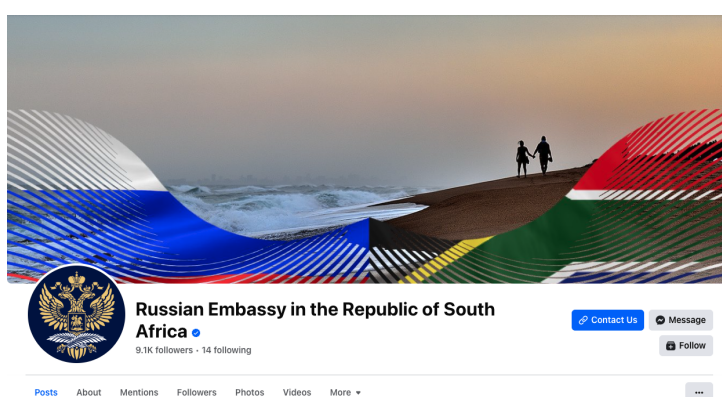 Russian Embassy in the Republic of South
Africa
9.1K followers • 14 following
Contact Us
Message
Follow
Posts About Mentions Followers Photos Videos More